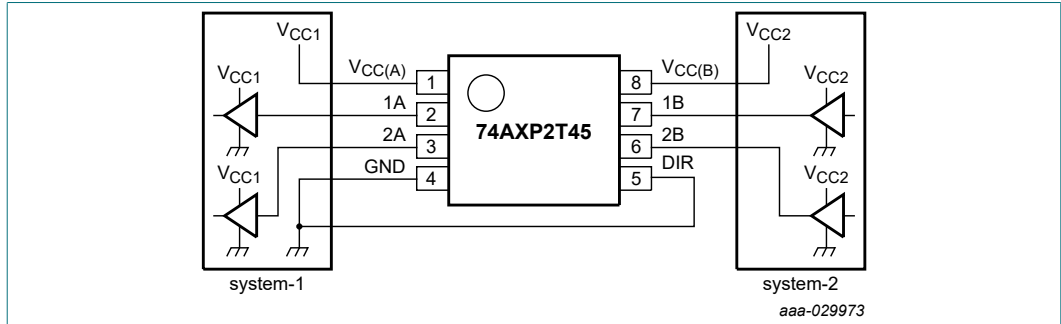 VCC1
VCC1
VCC1
VCC(A)
1A
2A
GND
1
2
3
4
74AXP2T45
8
7
6
5
VCC(B)
1B
2B
DIR
VCC2
VCC2
VCC2
system-1
system-2
aaa-029973